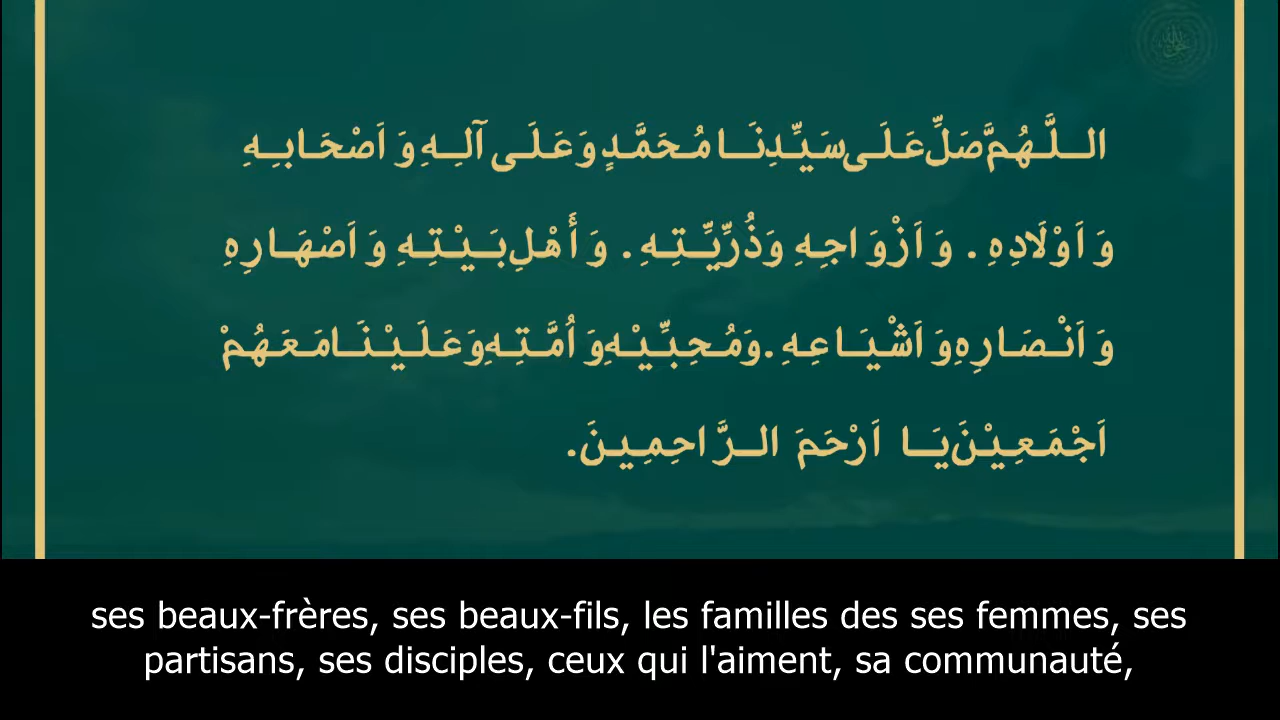 اللَّهُمَّ صَلِّ عَلَى سَيِّدِنَا مُحَمَّدٍ وَعَلَى آلِهِ وَ اَصْحَابِهِ
وَ اَوْلَادِهِ . وَ اَزْوَاجِهِ وَذُرِّيِّتِهِ . وَ أَهْلِ بَيْتِهِ وَ اَصْهَارِهِ
وَ اَنْصَارِهِ وَ اَشْيَاعِهِ . وَمُحِبِّيْهِ وَ اُمَّتِهِ وَعَلَيْنَا مَعَهُمْ
اَجْمَعِيْنَ يَا اَرْحَمَ الرَّاحِمِينَ.
ses beaux-frères, ses beaux-fils, les familles des ses femmes, ses
partisans, ses disciples, ceux qui l'aiment, sa communauté,